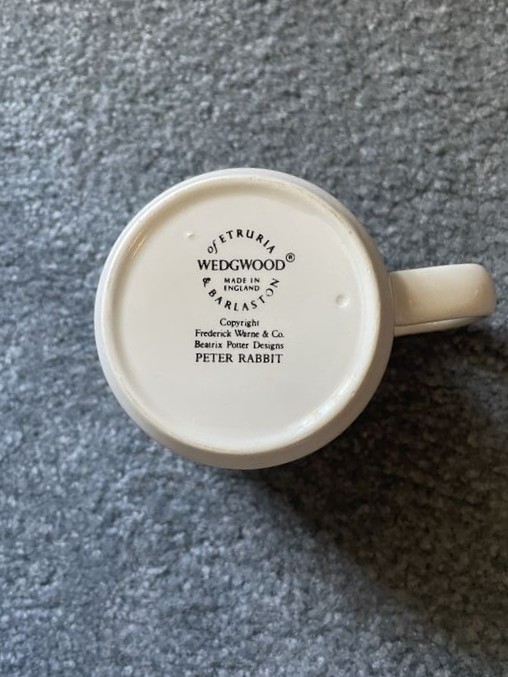 of ETRURIA
WEDGWOOD®
MADE IN
ENGLAND
& BARLASTON
Copyright
Frederick Warne & Co.
Beatrix Potter Designs
PETER RABBIT